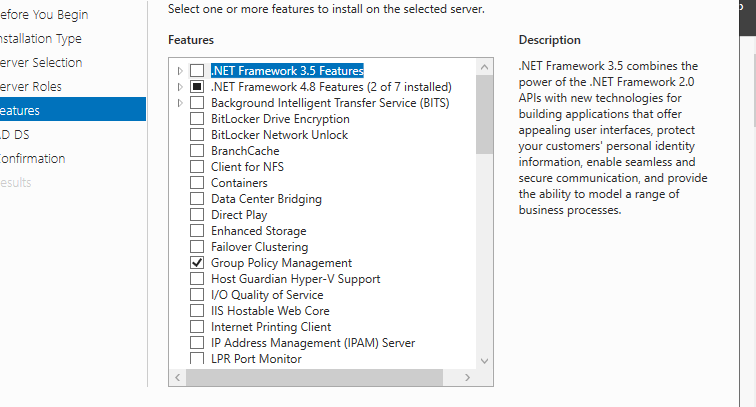 Select one or more features to install on the selected server.
efore You Begin
nstallation Type
erver Selection
erver Roles
eatures
D DS
onfirmation
esults
Features
.NET Framework 3.5 Features
.NET Framework 4.8 Features (2 of 7 installed)
Background Intelligent Transfer Service (BITS)
BitLocker Drive Encryption
BitLocker Network Unlock
BranchCache
Client for NFS
Containers
Data Center Bridging
Direct Play
Enhanced Storage
Failover Clustering
Group Policy Management
Host Guardian Hyper-V Support
I/O Quality of Service
IIS Hostable Web Core
Internet Printing Client
IP Address Management (IPAM) Server
LPR Port Monitor
Description
.NET Framework 3.5 combines the
power of the .NET Framework 2.0
APIs with new technologies for
building applications that offer
appealing user interfaces, protect
your customers' personal identity
information, enable seamless and
secure communication, and provide
the ability to model a range of
business processes.